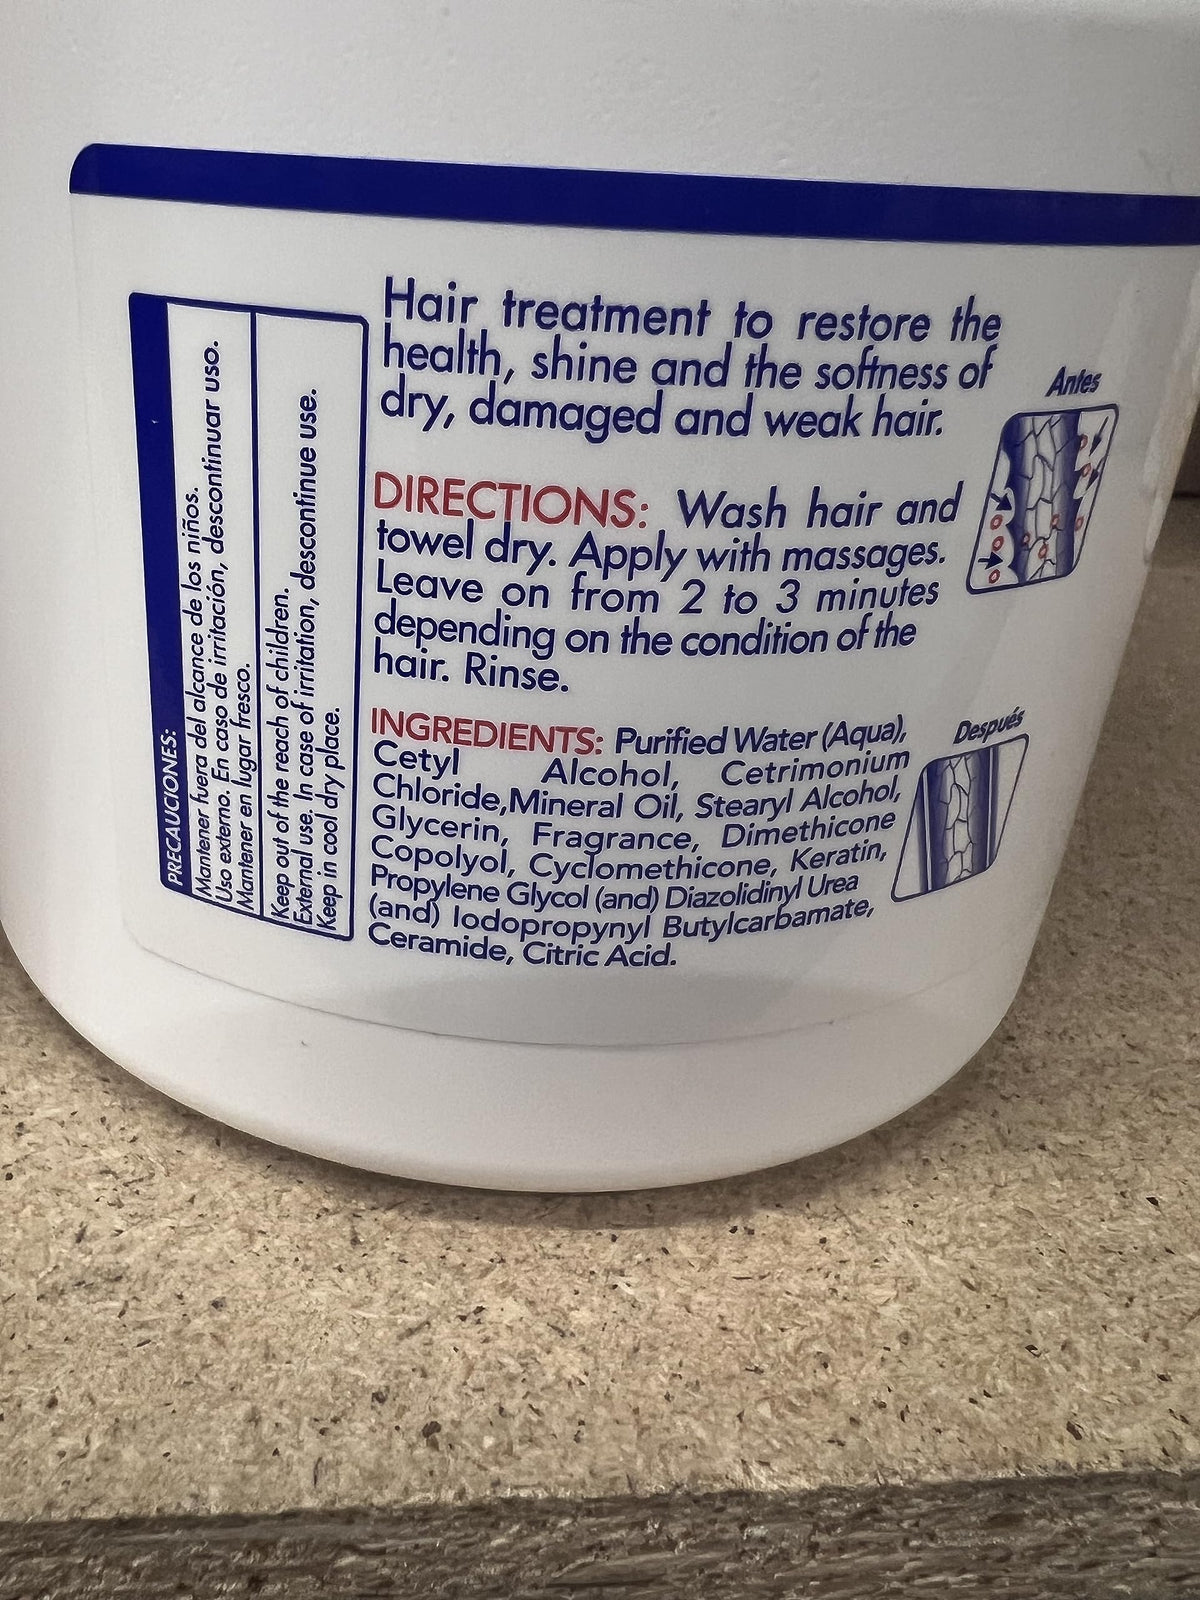 PRECAUCIONES:
Mantener fuera del alcance de los niños.
Uso externo. En caso de irritación, descontinuar uso.
Mantener en lugar fresco.
Keep out of the reach of children.
External use. In case of irritation, descontinue use.
Keep in cool dry place.
Hair treatment to restore the
health, shine and the softness of
dry, damaged and weak hair.
DIRECTIONS: Wash hair and
towel dry. Apply with massages.
Leave on from 2 to 3 minutes
depending on the condition of the
hair. Rinse.
INGREDIENTS: Purified Water (Aqua),
Cetyl Alcohol, Cetrimonium
Chloride,Mineral Oil, Stearyl Alcohol,
Glycerin, Fragrance, Dimethicone
Copolyol, Cyclomethicone, Keratin,
Propylene Glycol (and) Diazolidinyl Urea
(and) Iodopropynyl Butylcarbamate,
Ceramide, Citric Acid.
Antes
Después